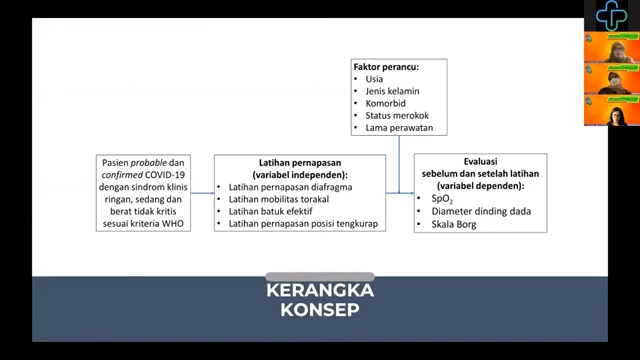 Faktor perancu:
• Usia
• Jenis kelamin
• Komorbid
• Status merokok
• Lama perawatan
Pasien probable dan
confirmed COVID-19
dengan sindrom klinis
ringan, sedang dan
berat tidak kritis
sesuai kriteria WHO
Latihan pernapasan
(variabel independen):
• Latihan pernapasan diafragma
• Latihan mobilitas torakal
• Latihan batuk efektif
• Latihan pernapasan posisi tengkurap
Evaluasi
sebelum dan setelah latihan
(variabel dependen):
• SpO₂
• Diameter dinding dada
• Skala Borg
KERANGKA
KONSEP